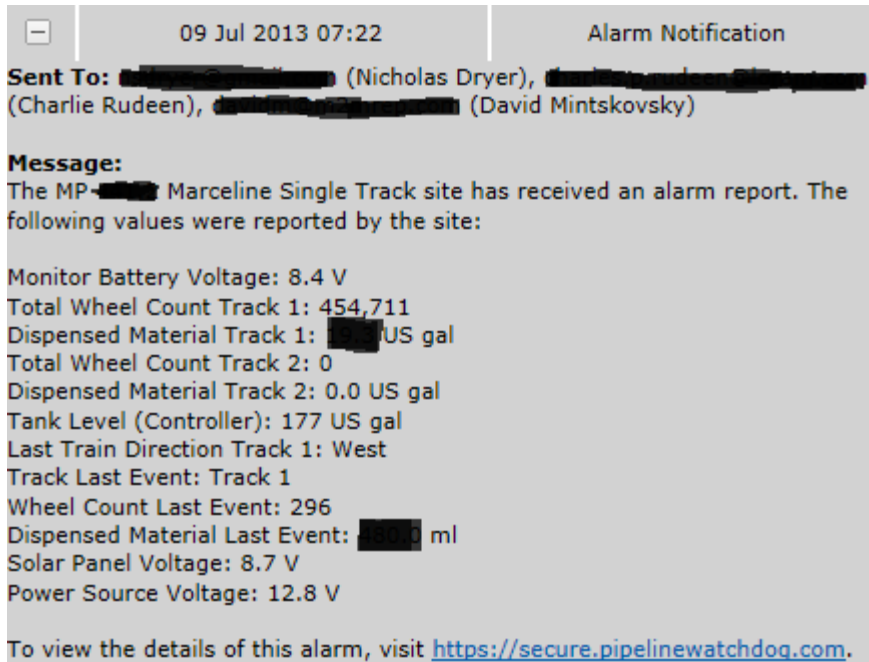 09 Jul 2013 07:22 Alarm Notification
Sent To: (Nicholas Dryer),
(Charlie Rudeen), (David Mintskovsky)
Message:
The MP- Marceline Single Track site has received an alarm report. The
following values were reported by the site:
Monitor Battery Voltage: 8.4 V
Total Wheel Count Track 1: 454,711
Dispensed Material Track 1: US gal
Total Wheel Count Track 2: 0
Dispensed Material Track 2: 0.0 US gal
Tank Level (Controller): 177 US gal
Last Train Direction Track 1: West
Track Last Event: Track 1
Wheel Count Last Event: 296
Dispensed Material Last Event: ml
Solar Panel Voltage: 8.7 V
Power Source Voltage: 12.8 V
To view the details of this alarm, visit https://secure.pipelinewatchdog.com.